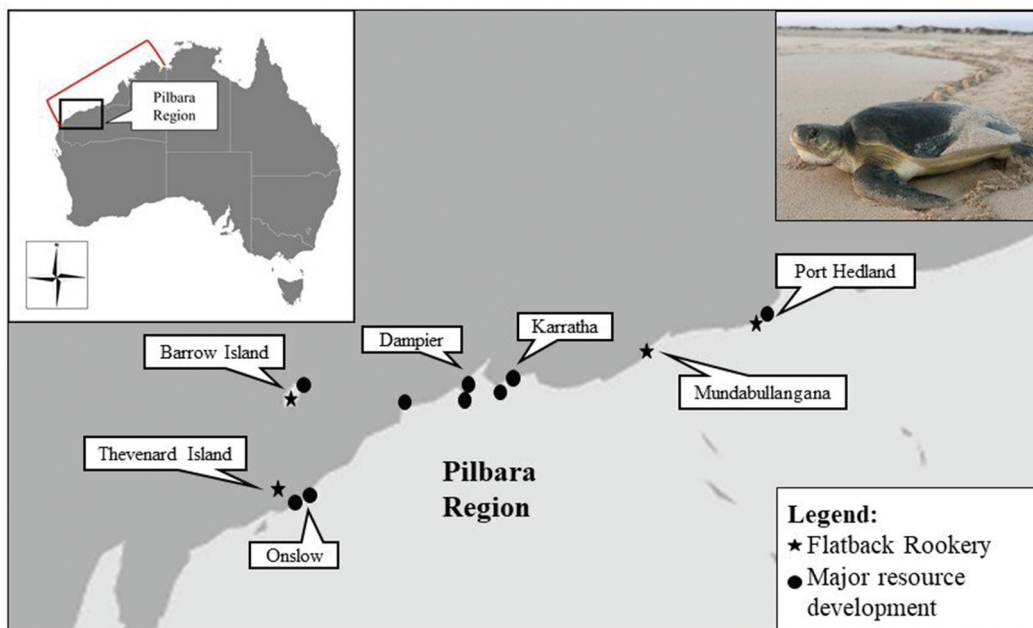 Pilbara
Region
N
Port Hedland
Karratha
Dampier
Barrow Island
Mundabullangana
Thevenard Island
Pilbara
Region
Onslow
Legend:
Flatback Rookery
Major resource
development